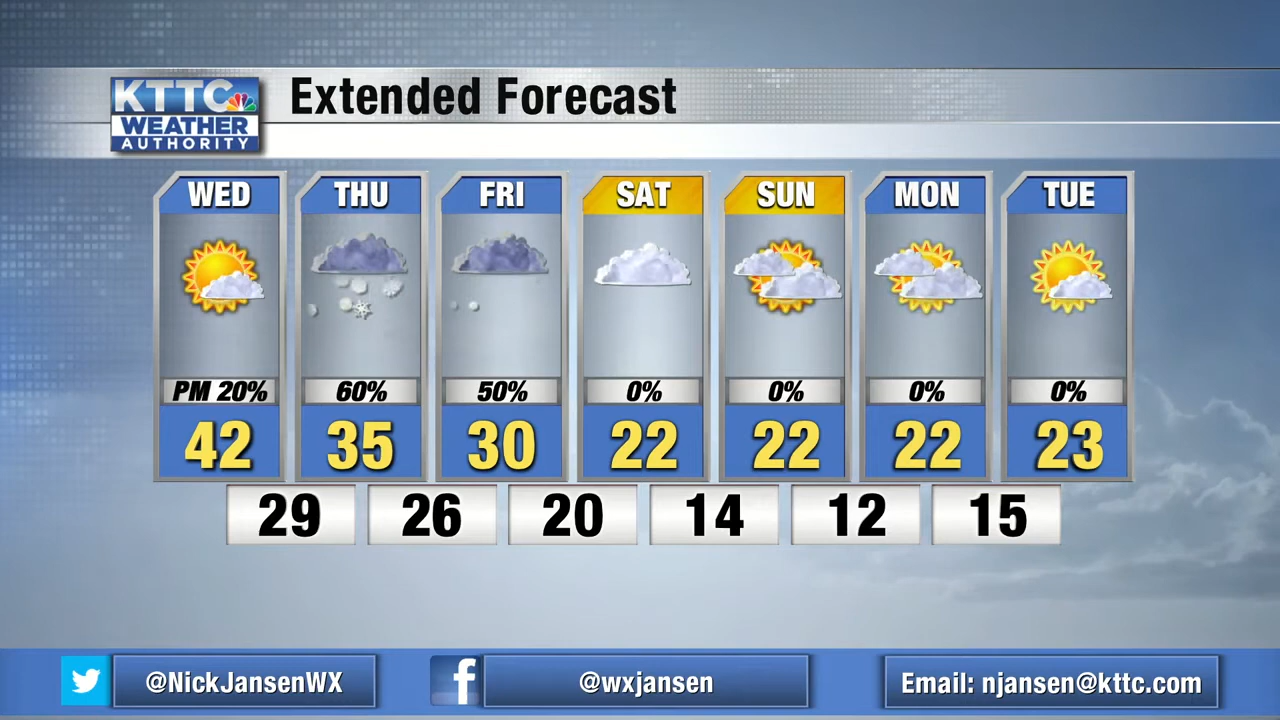 KTTC
WEATHER
AUTHORITY
Extended Forecast
WED THU FRI SAT SUN MON TUE
PM 20% 60% 50% 0% 0% 0% 0%
42 35 30 22 22 22 23
29 26 20 14 12 15
@NickJansenWX
@wxjansen
Email: njansen@kttc.com